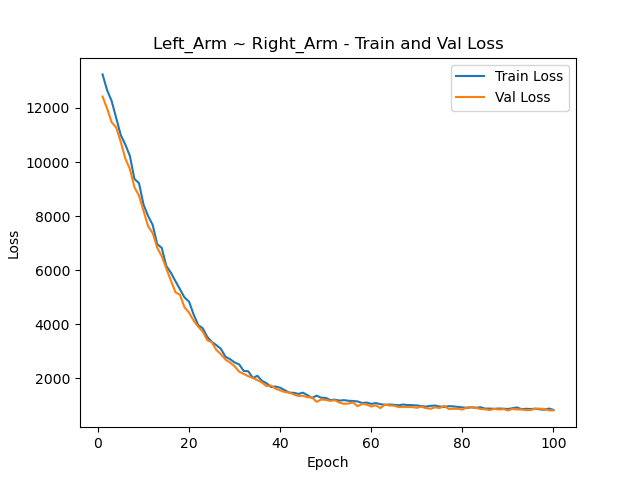 Left_Arm ~ Right_Arm - Train and Val Loss
Train Loss
Val Loss
12000
10000
8000
6000
4000
2000
Loss
0 20 40 60 80 100
Epoch